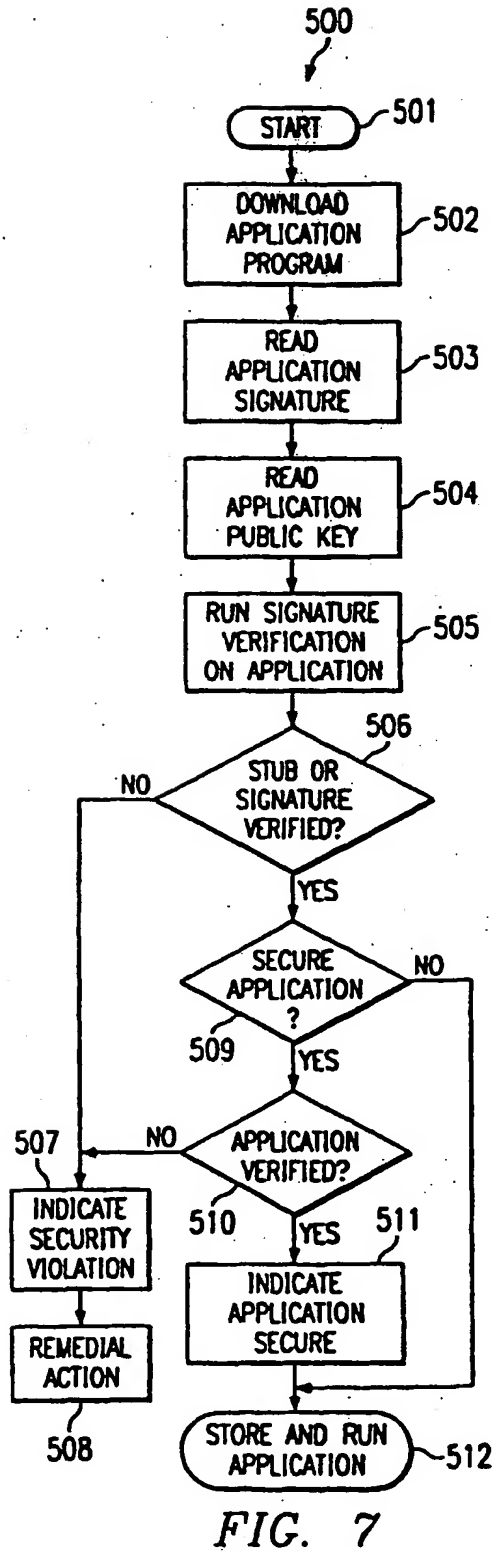 500
START
501
DOWNLOAD
APPLICATION
PROGRAM
502
READ
APPLICATION
SIGNATURE
503
READ
APPLICATION
PUBLIC KEY
504
RUN SIGNATURE
VERIFICATION
ON APPLICATION
505
506
STUB OR
SIGNATURE
VERIFIED?
NO
YES
SECURE
APPLICATION
?
509
NO
YES
APPLICATION
VERIFIED?
510
NO
YES
507
INDICATE
SECURITY
VIOLATION
511
INDICATE
APPLICATION
SECURE
REMEDIAL
ACTION
508
STORE AND RUN
APPLICATION
512
FIG. 7